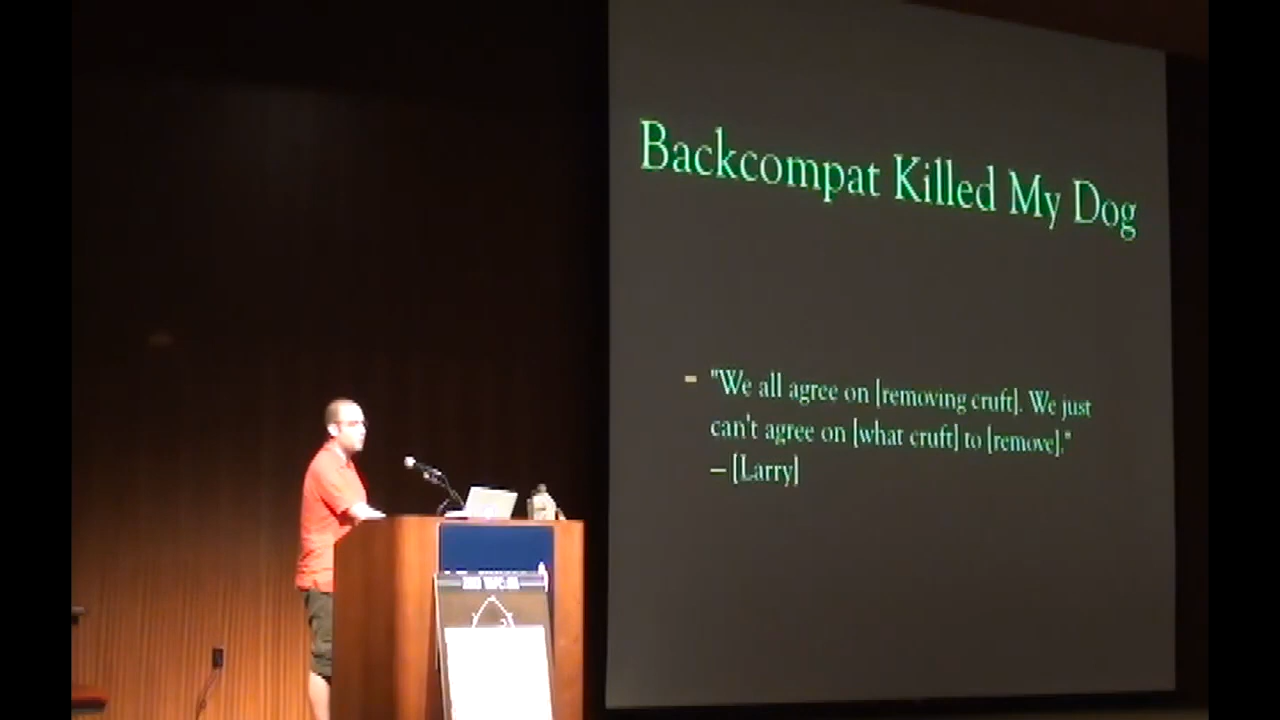 Backcompat Killed My Dog
- "We all agree on [removing cruft]. We just
can't agree on [what cruft] to [remove]."
– [Larry]